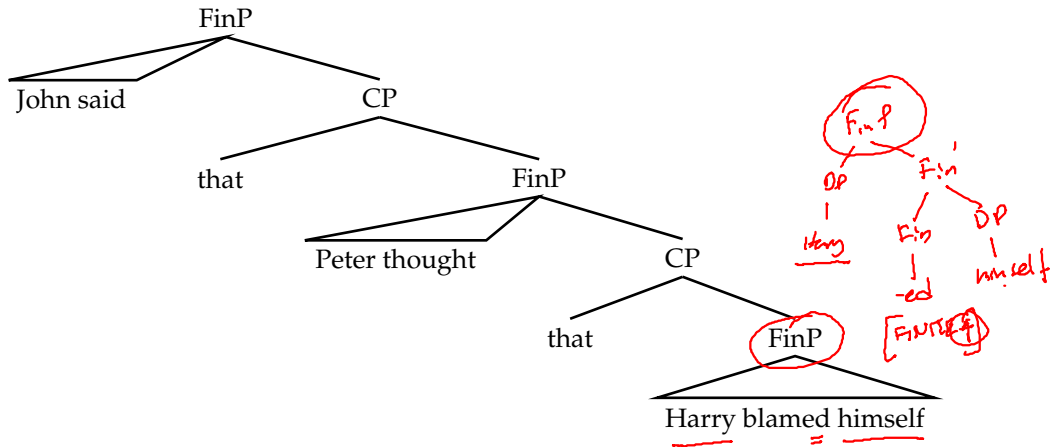 FinP
John said
CP
that
FinP
Peter thought
CP
that
FinP
Harry blamed himself
FinP
DP
Fin'
Harry
Fin
DP
-ed
himself